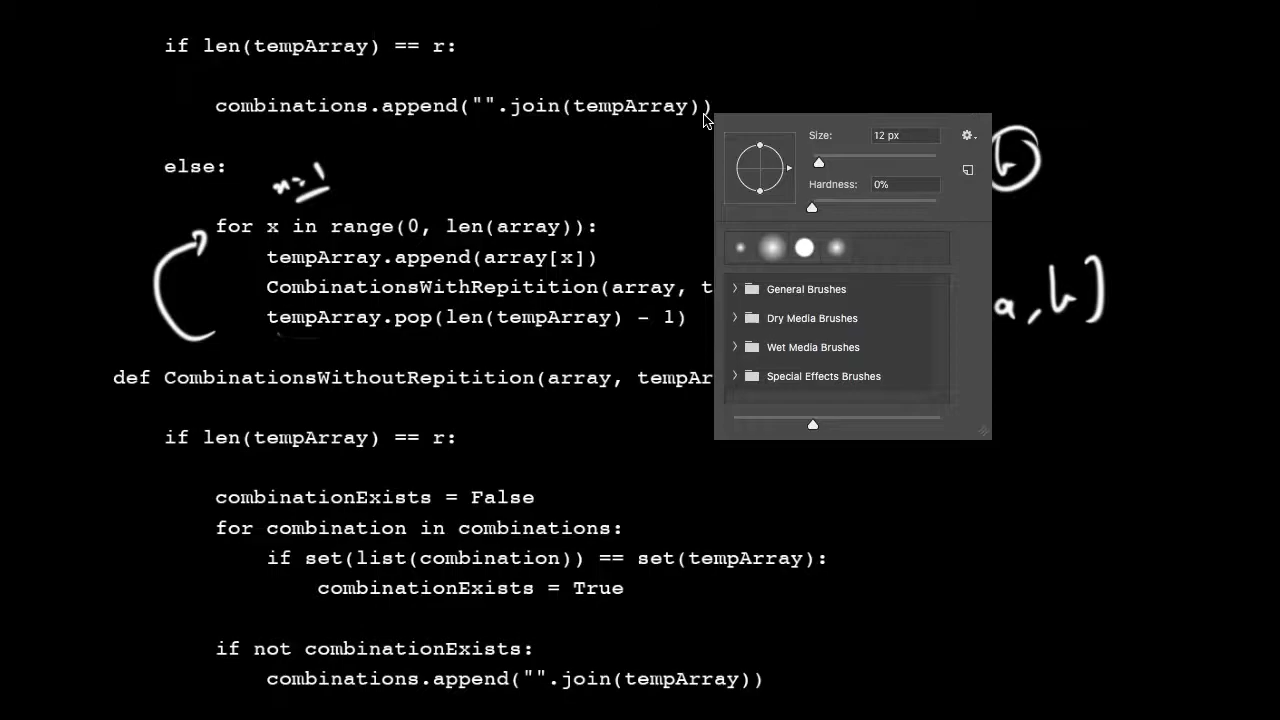 if len(tempArray) == r:
combinations.append("".join(tempArray))
else:
x=1
for x in range(0, len(array)):
tempArray.append(array[x])
CombinationsWithRepitition(array, t
tempArray.pop(len(tempArray) - 1)
def CombinationsWithoutRepitition(array, tempAr
if len(tempArray) == r:
combinationExists = False
for combination in combinations:
if set(list(combination)) == set(tempArray):
combinationExists = True
if not combinationExists:
combinations.append("".join(tempArray))
Size: 12 px
Hardness: 0%
General Brushes
Dry Media Brushes
Wet Media Brushes
Special Effects Brushes
b
a, b]